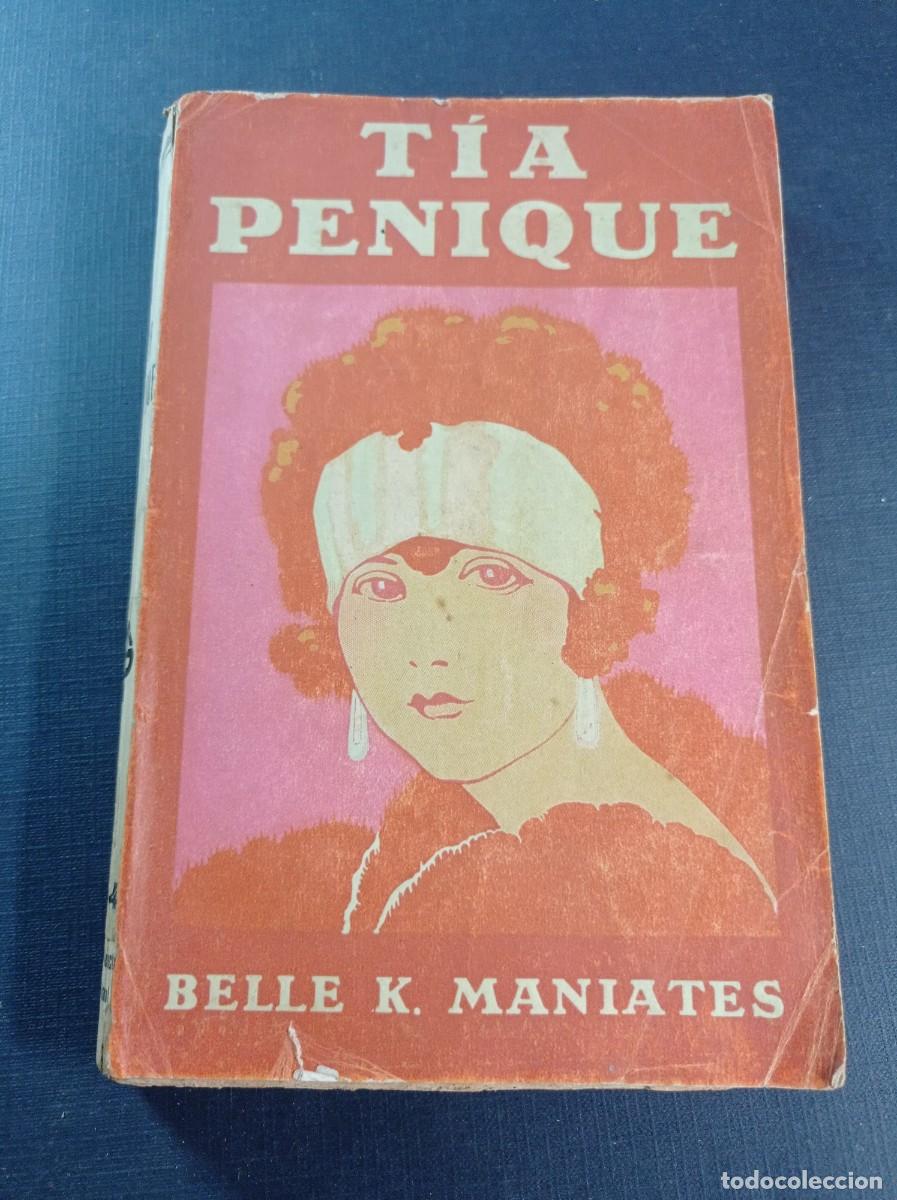 TÍA
PENIQUE
BELLE K. MANIATES
todocoleccion